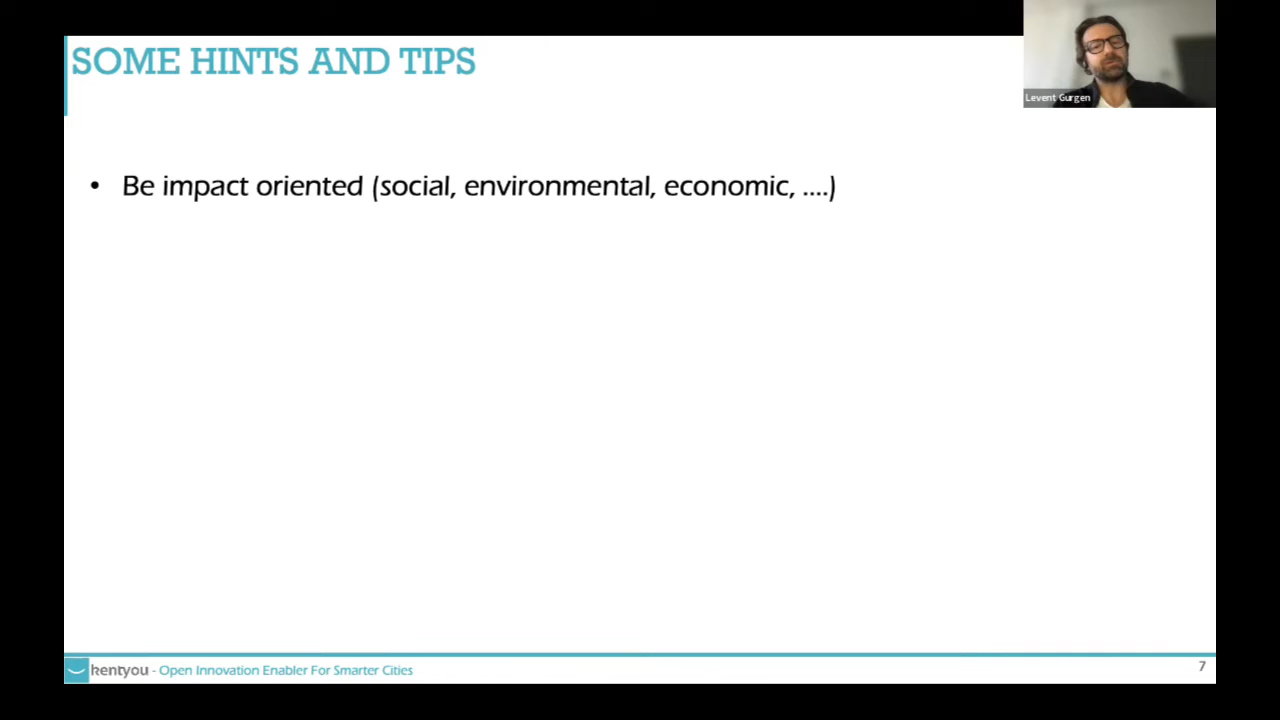 SOME HINTS AND TIPS
Levent Gurgen
• Be impact oriented (social, environmental, economic, ....)
kentyou - Open Innovation Enabler For Smarter Cities
7